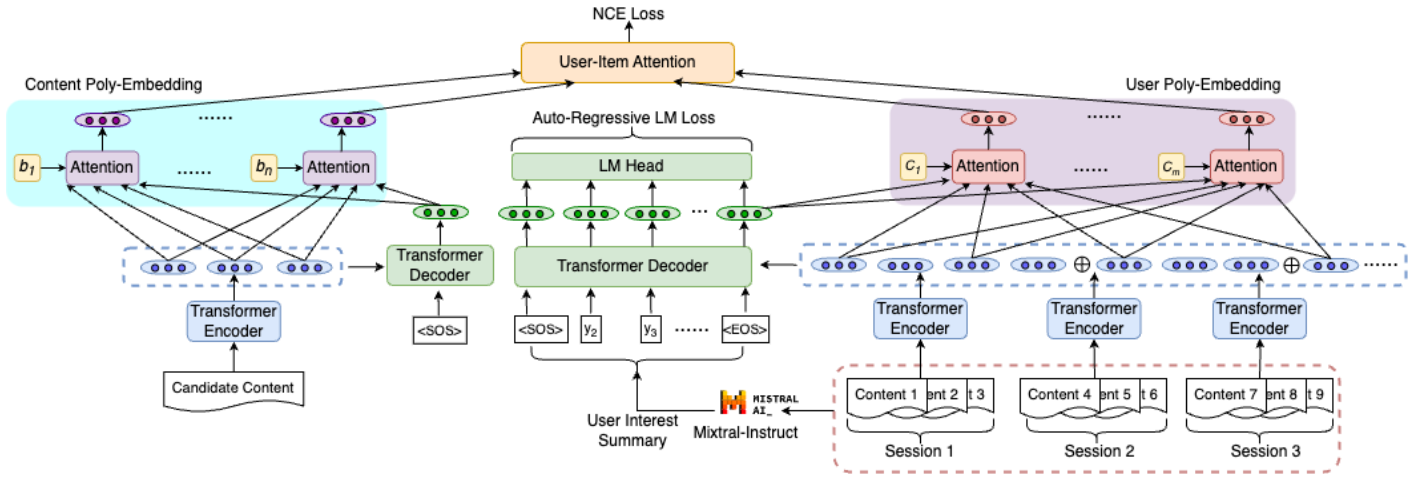 NCE Loss
User-Item Attention
Content Poly-Embedding
User Poly-Embedding
......
......
Auto-Regressive LM Loss
b1
Attention
......
bn
Attention
LM Head
C1
Attention
......
Cm
Attention
...
Transformer
Decoder
Transformer Decoder
......
Transformer
Encoder
<SOS>
<SOS>
y2
y3
......
<EOS>
Transformer
Encoder
Transformer
Encoder
Transformer
Encoder
Candidate Content
User Interest
Summary
MISTRAL
AI_
Mixtral-Instruct
Content 1
ent 2
t 3
Session 1
Content 4
ent 5
t 6
Session 2
Content 7
ent 8
t 9
Session 3